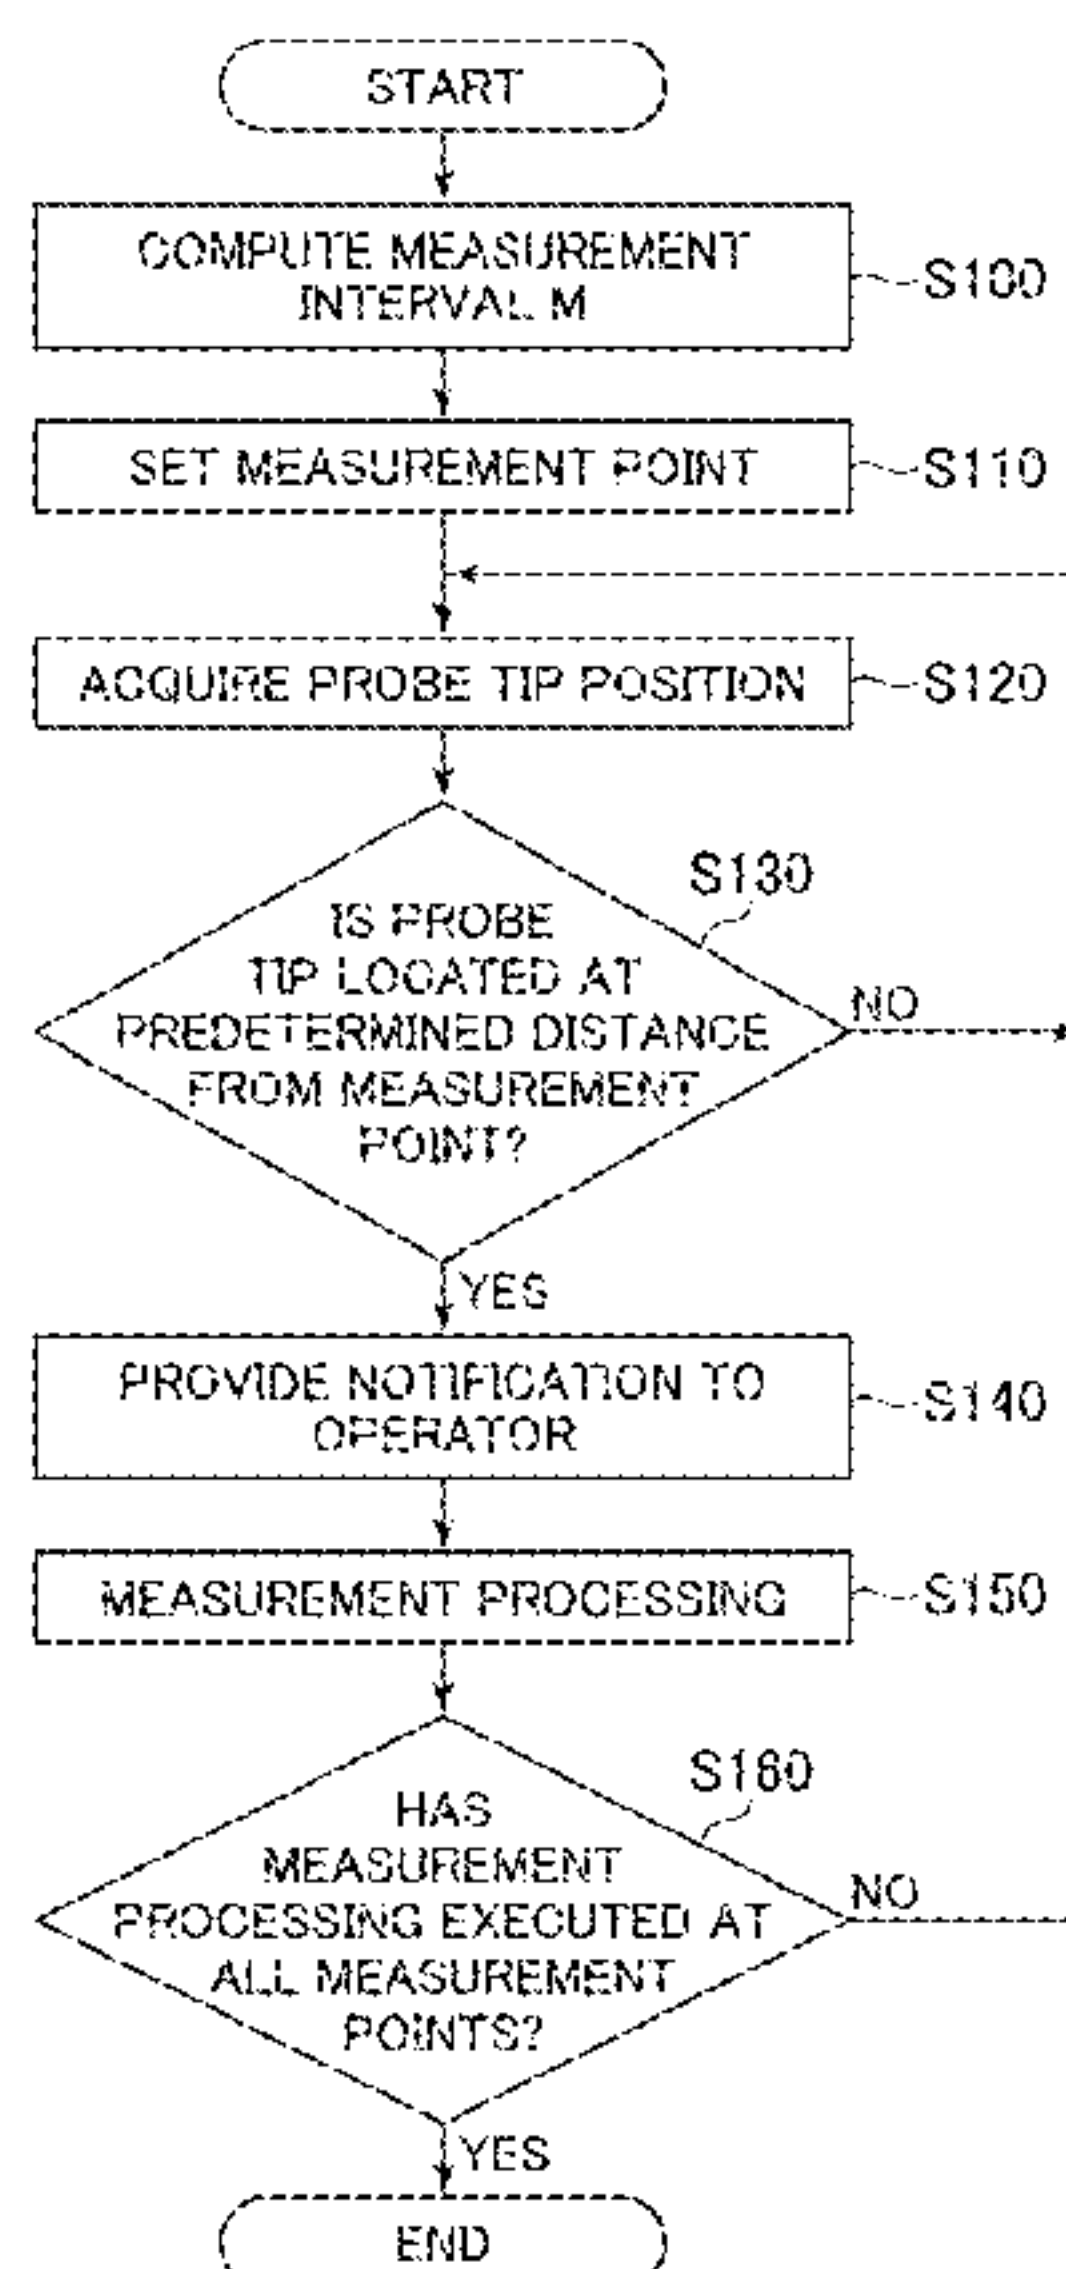 START
COMPUTE MEASUREMENT
INTERVAL M
S100
SET MEASUREMENT POINT
S110
ACQUIRE PROBE TIP POSITION
S120
S130
IS PROBE
TIP LOCATED AT
PREDETERMINED DISTANCE
FROM MEASUREMENT
POINT?
NO
YES
PROVIDE NOTIFICATION TO
OPERATOR
S140
MEASUREMENT PROCESSING
S150
S160
HAS
MEASUREMENT
PROCESSING EXECUTED AT
ALL MEASUREMENT
POINTS?
NO
YES
END